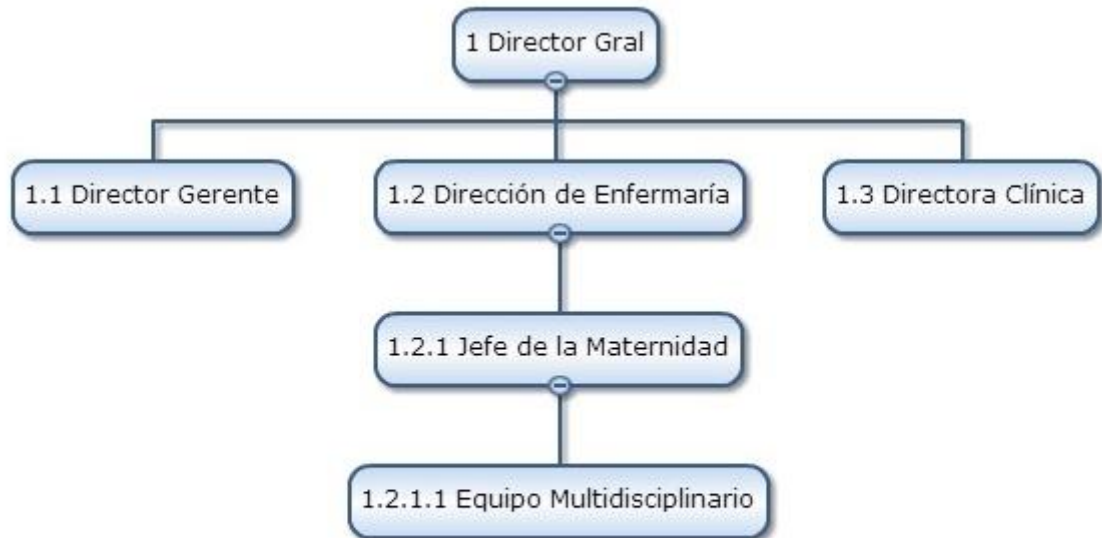 1 Director Gral
1.1 Director Gerente
1.2 Dirección de Enfermaría
1.3 Directora Clínica
1.2.1 Jefe de la Maternidad
1.2.1.1 Equipo Multidisciplinario